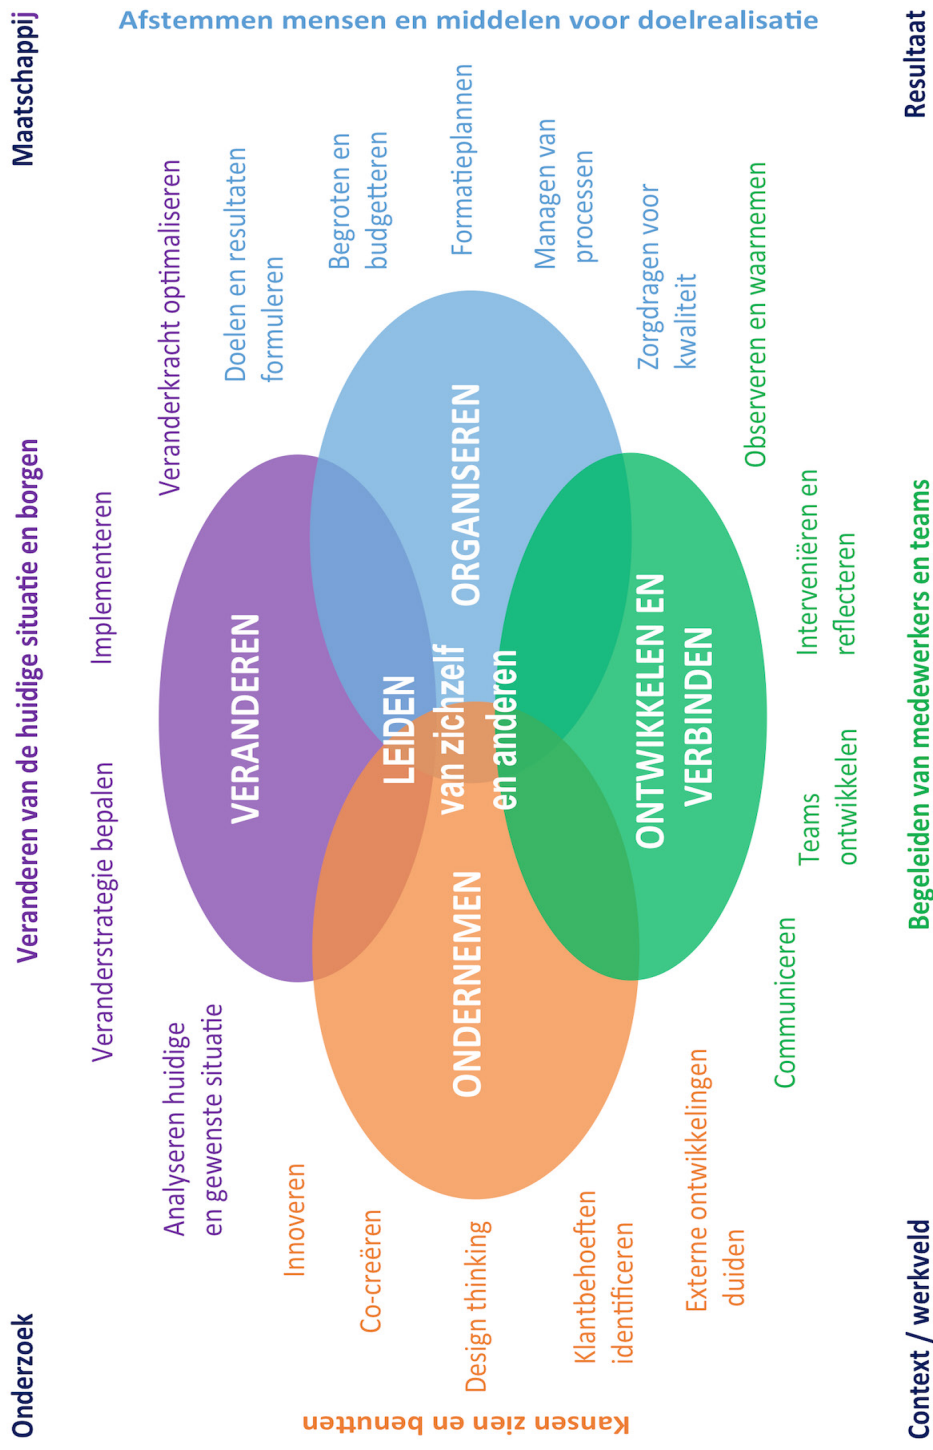 Onderzoek
Veranderen van de huidige situatie en borgen
Maatschappij
Analyseren huidige
en gewenste situatie
Veranderstrategie bepalen
Implementeren
Veranderkracht optimaliseren
Kansen zien en benutten
Innoveren
Co-creëren
Design thinking
Klantbehoeften
identificeren
Externe ontwikkelingen
duiden
VERANDEREN
ONDERNEMEN
LEIDEN
van zichzelf
en anderen
ORGANISEREN
ONTWIKKELEN EN
VERBINDEN
Doelen en resultaten
formuleren
Begroten en
budgetteren
Formatieplannen
Managen van
processen
Zorgdragen voor
kwaliteit
Afstemmen mensen en middelen voor doelrealisatie
Communiceren
Teams
ontwikkelen
Interveniëren en
reflecteren
Observeren en waarnemen
Context / werkveld
Begeleiden van medewerkers en teams
Resultaat